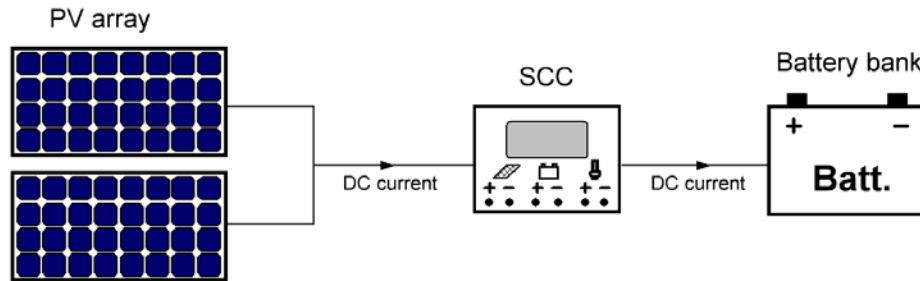 PV array
SCC
Battery bank
DC current
DC current
+ − + − + −
+ −
Batt.